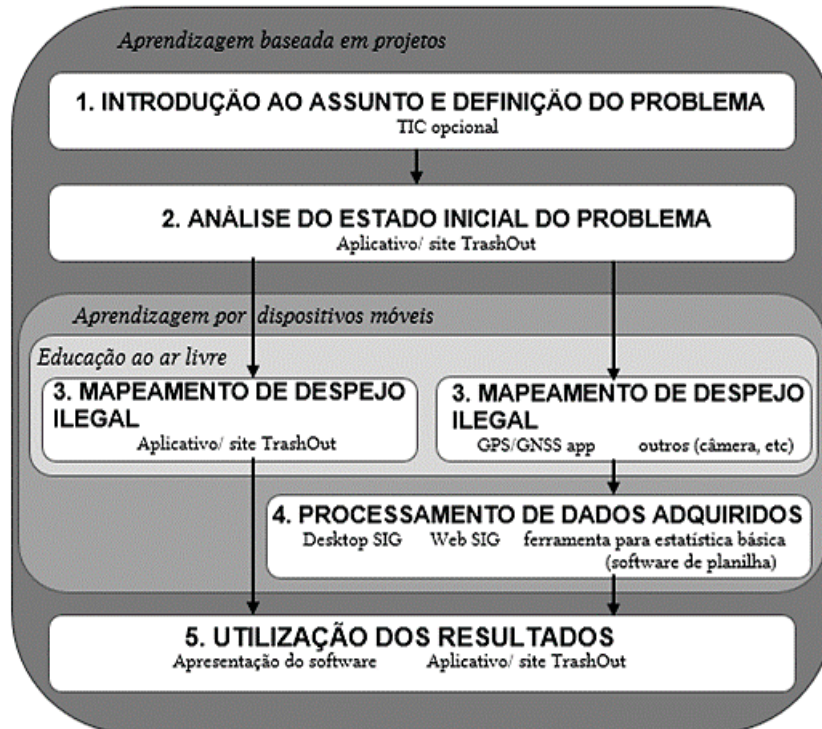 Aprendizagem baseada em projetos
1. INTRODUÇÃO AO ASSUNTO E DEFINIÇÃO DO PROBLEMA
TIC opcional
2. ANÁLISE DO ESTADO INICIAL DO PROBLEMA
Aplicativo/ site TrashOut
Aprendizagem por dispositivos móveis
Educação ao ar livre
3. MAPEAMENTO DE DESPEJO
ILEGAL
Aplicativo/ site TrashOut
3. MAPEAMENTO DE DESPEJO
ILEGAL
GPS/GNSS app outros (câmera, etc)
4. PROCESSAMENTO DE DADOS ADQUIRIDOS
Desktop SIG Web SIG ferramenta para estatística básica
(software de planilha)
5. UTILIZAÇÃO DOS RESULTADOS
Apresentação do software Aplicativo/ site TrashOut